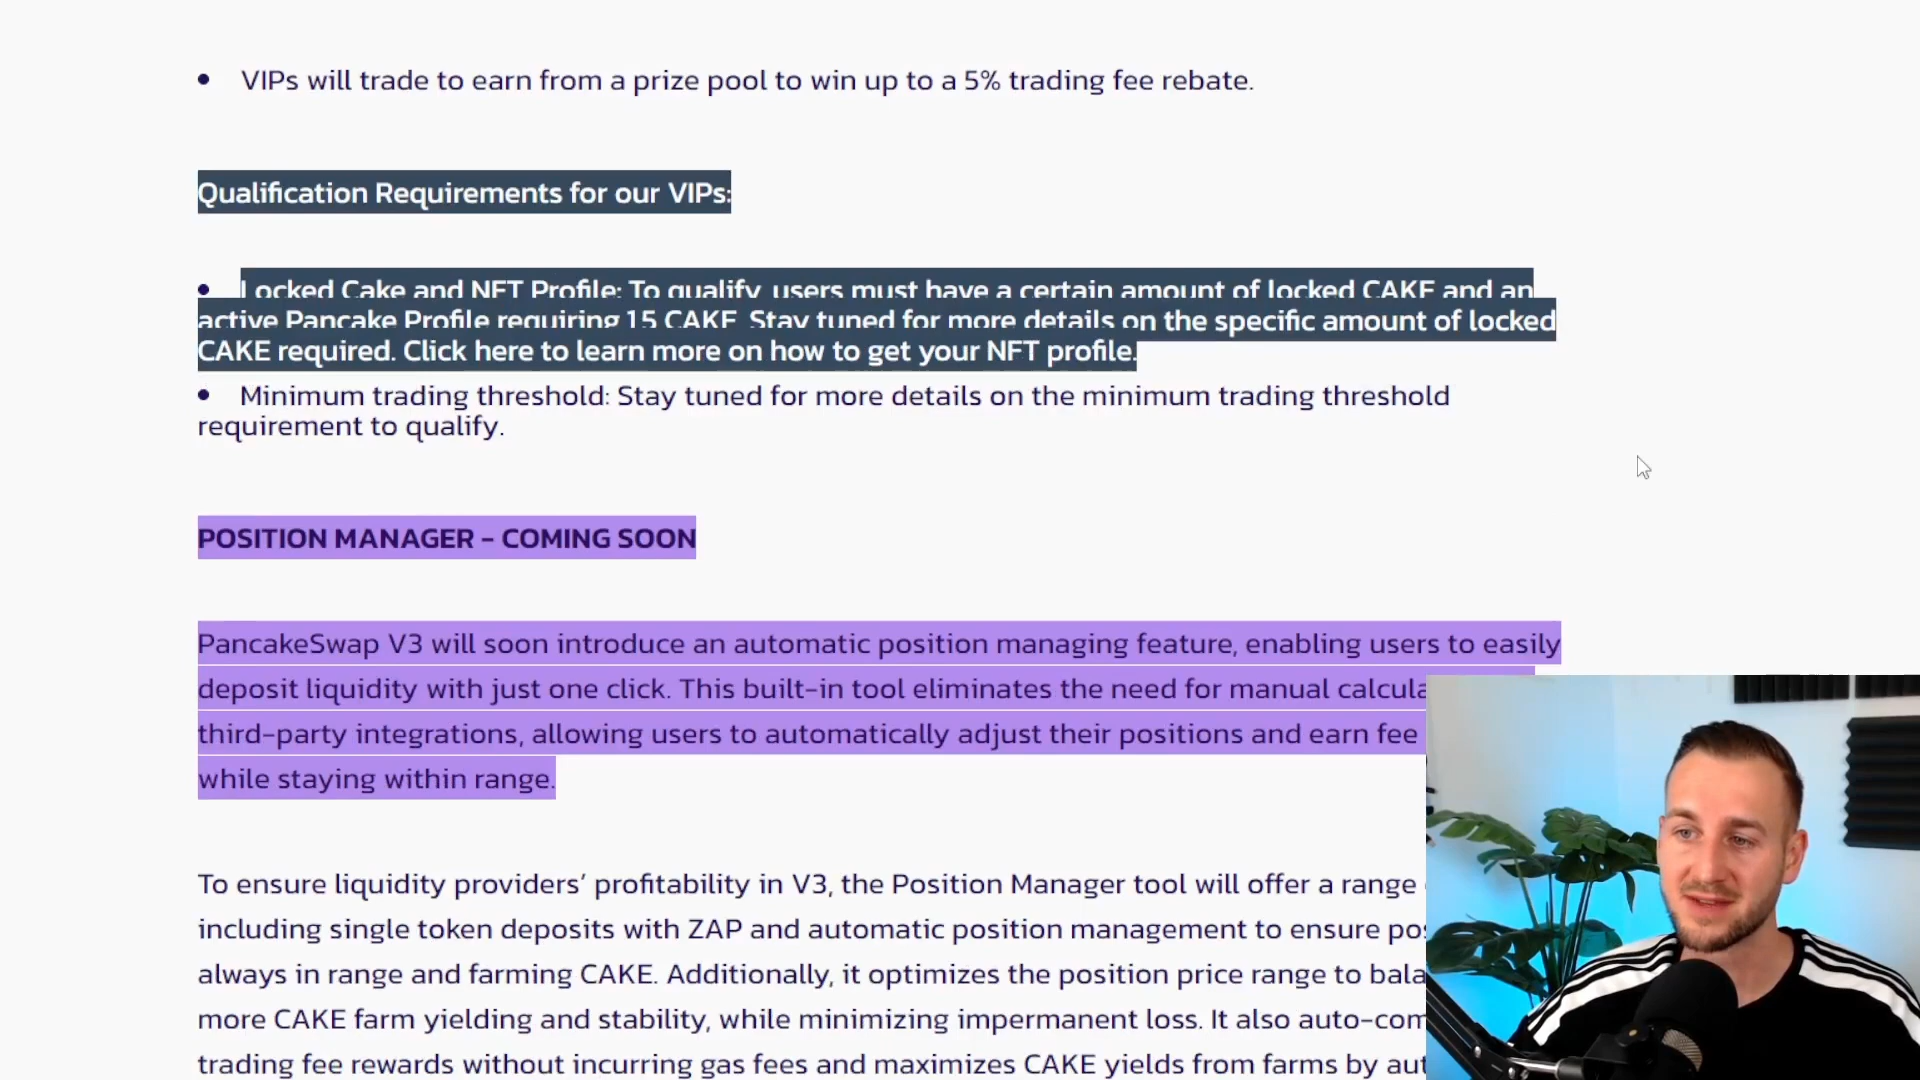 VIPs will trade to earn from a prize pool to win up to a 5% trading fee rebate.
Qualification Requirements for our VIPs:
Locked Cake and NFT Profile: To qualify, users must have a certain amount of locked CAKE and an
active Pancake Profile requiring 15 CAKE. Stay tuned for more details on the specific amount of locked
CAKE required. Click here to learn more on how to get your NFT profile.
Minimum trading threshold: Stay tuned for more details on the minimum trading threshold
requirement to qualify.
POSITION MANAGER – COMING SOON
PancakeSwap V3 will soon introduce an automatic position managing feature, enabling users to easily
deposit liquidity with just one click. This built-in tool eliminates the need for manual
third-party integrations, allowing users to automatically adjust their positions and earn fee
while staying within range.
To ensure liquidity providers’ profitability in V3, the Position Manager tool will offer a range
including single token deposits with ZAP and automatic position management to ensure
always in range and farming CAKE. Additionally, it optimizes the position price range to
more CAKE farm yielding and stability, while minimizing impermanent loss. It also
trading fee rewards without incurring gas fees and maximizes CAKE yields from farms by